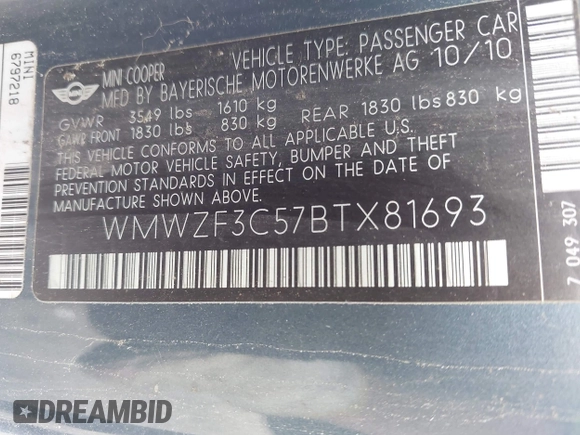 MINI
6797218
MINI COOPER
VEHICLE TYPE: PASSENGER CAR
MFD BY BAYERISCHE MOTORENWERKE AG 10/10
GVWR 3549 lbs 1610 kg
GAWR FRONT 1830 lbs 830 kg REAR 1830 lbs 830 kg
THIS VEHICLE CONFORMS TO ALL APPLICABLE U.S.
FEDERAL MOTOR VEHICLE SAFETY, BUMPER AND THEFT
PREVENTION STANDARDS IN EFFECT ON THE DATE OF
MANUFACTURE SHOWN ABOVE.
WMWZF3C57BTX81693
7 049 307
DREAMBID